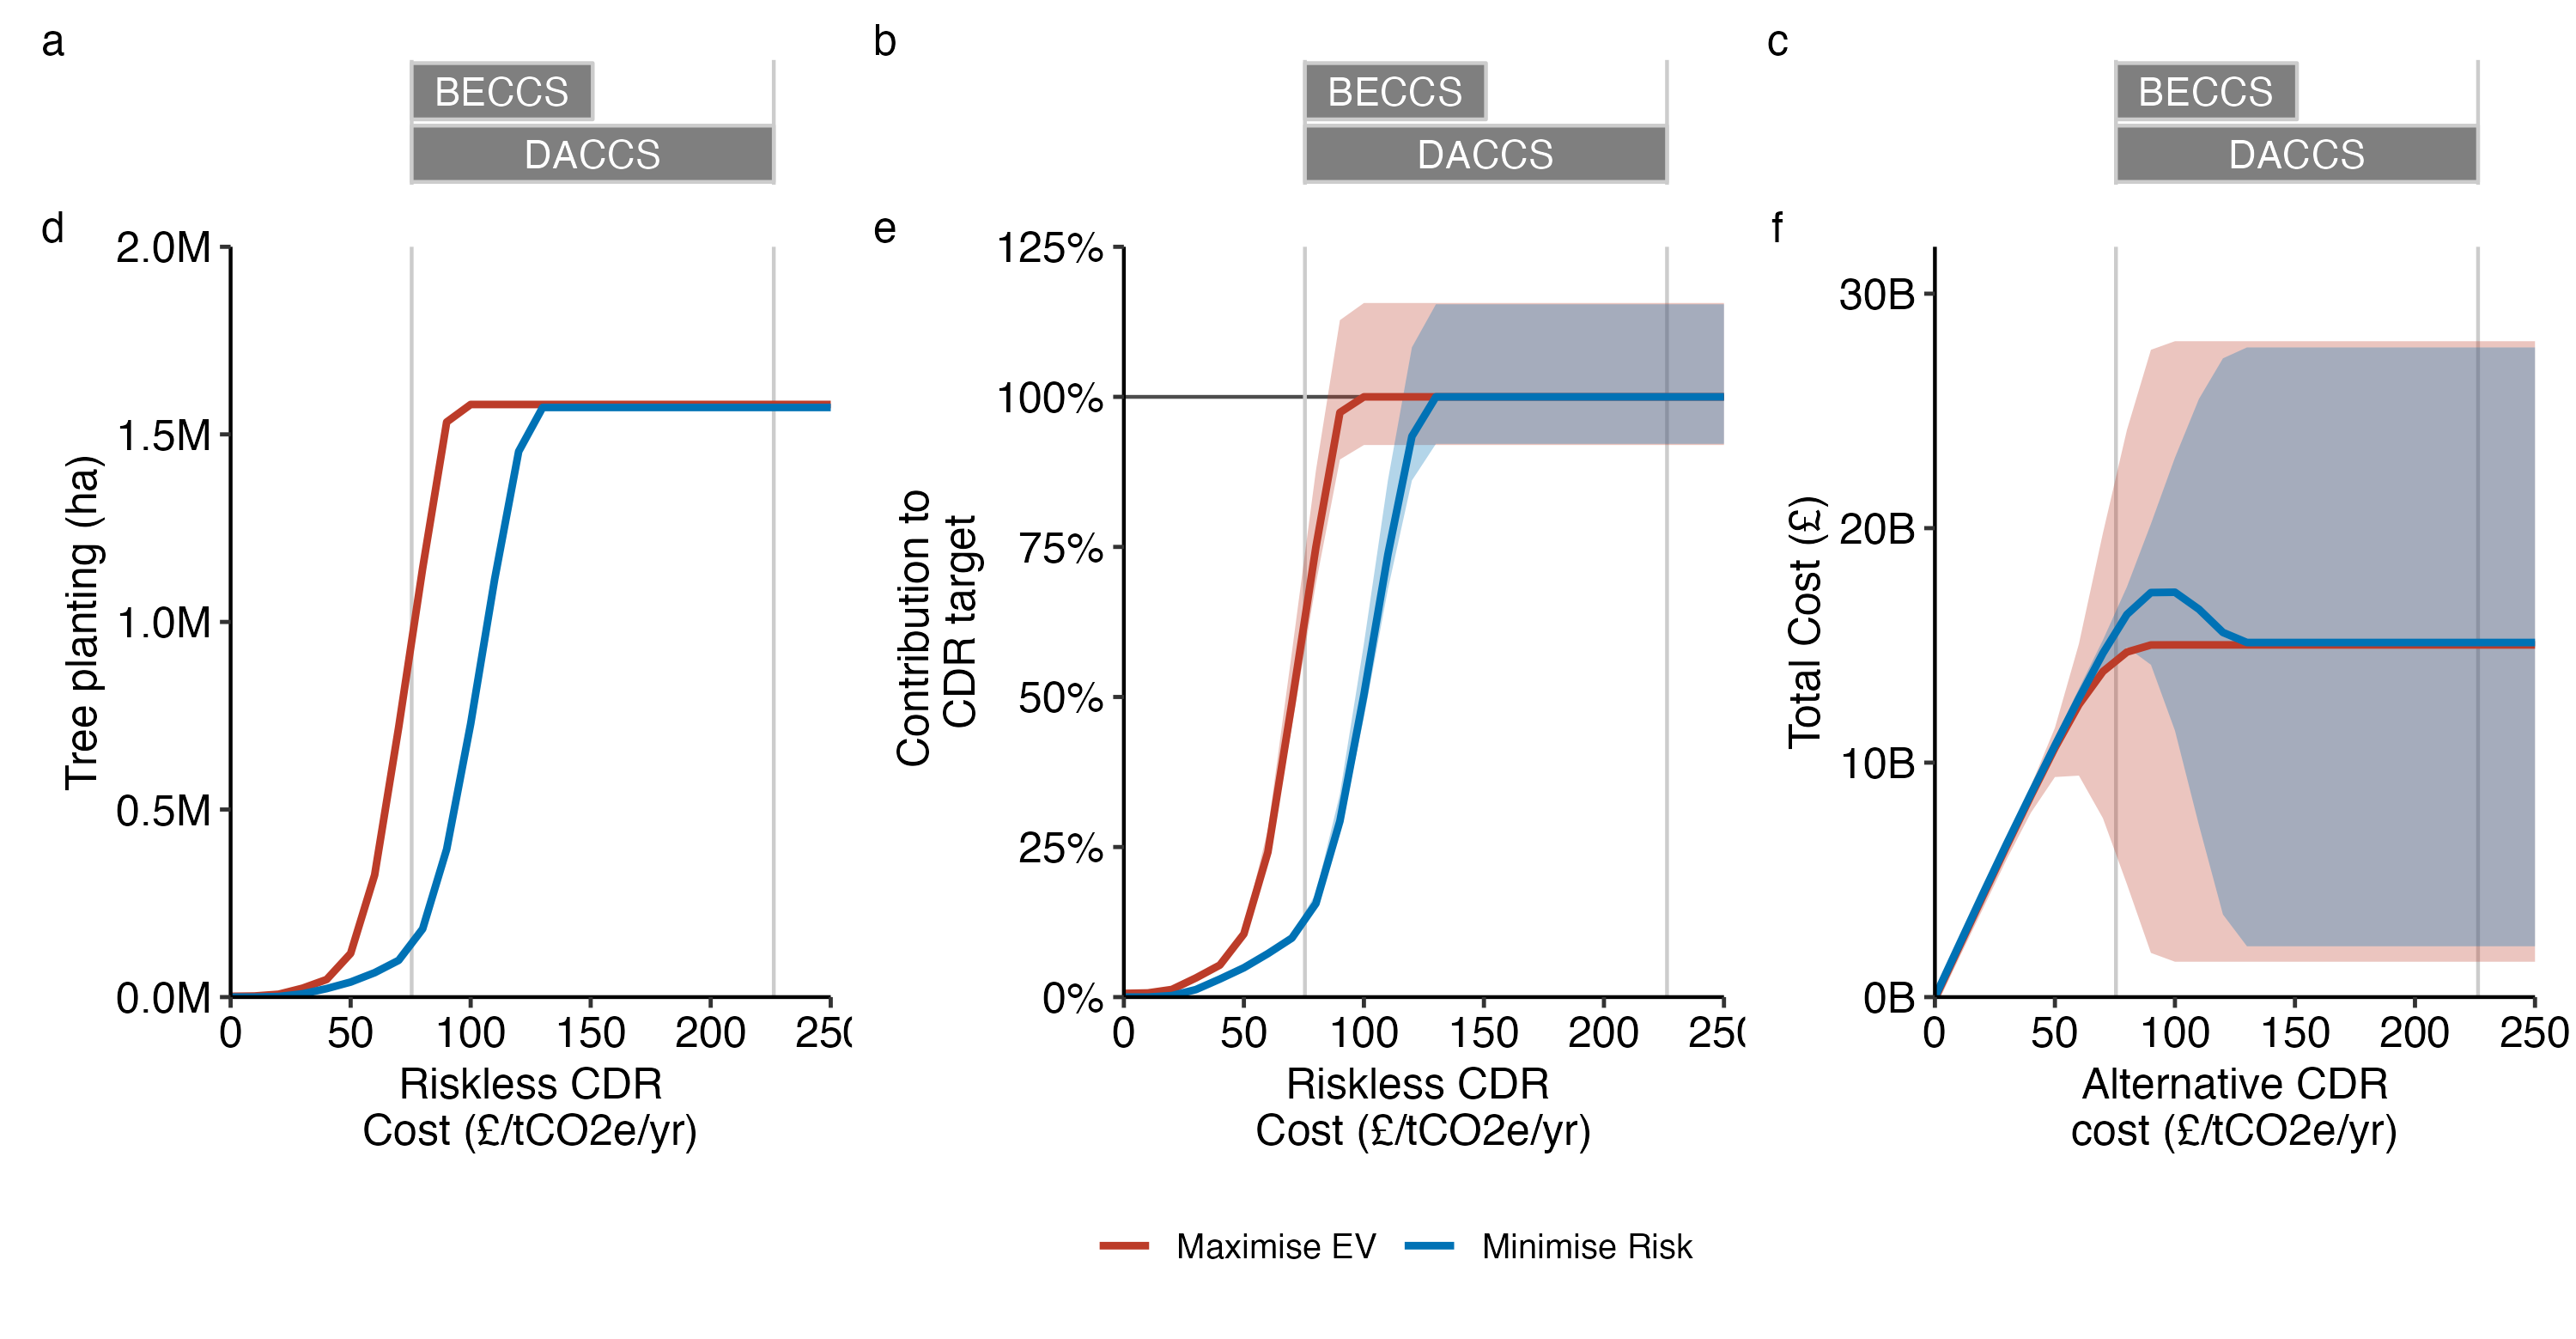 a
b
c
BECCS
DACCS
BECCS
DACCS
BECCS
DACCS
d
2.0M
1.5M
1.0M
0.5M
0.0M
Tree planting (ha)
0 50 100 150 200 250
Riskless CDR
Cost (£/tCO2e/yr)
e
125%
100%
75%
50%
25%
0%
Contribution to
CDR target
0 50 100 150 200 250
Riskless CDR
Cost (£/tCO2e/yr)
f
30B
20B
10B
0B
Total Cost (£)
0 50 100 150 200 250
Alternative CDR
cost (£/tCO2e/yr)
Maximise EV Minimise Risk